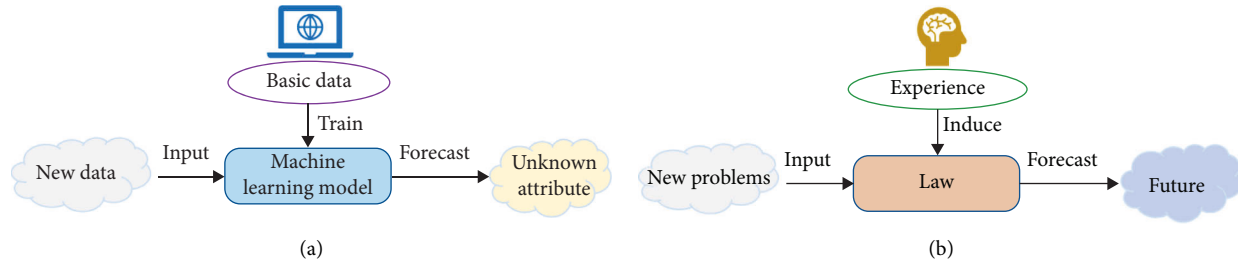 Basic data
Train
New data
Input
Machine
learning model
Forecast
Unknown
attribute
(a)
Experience
Induce
New problems
Input
Law
Forecast
Future
(b)